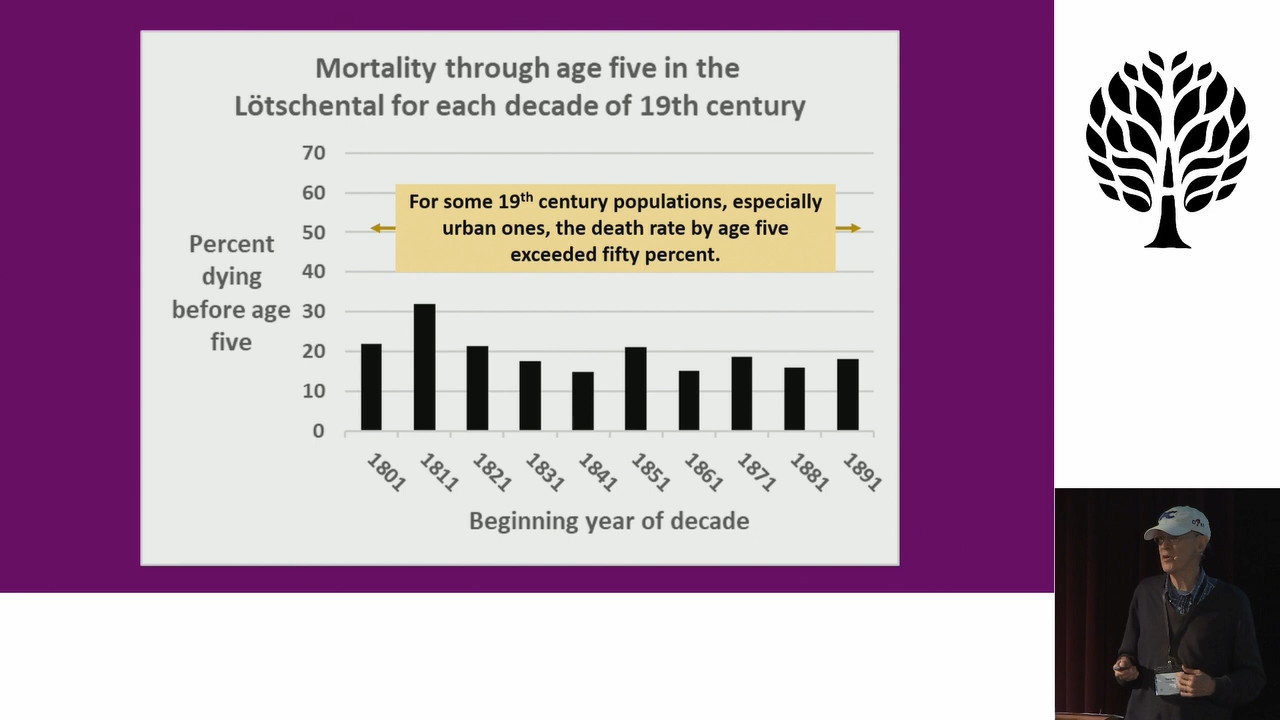 Mortality through age five in the
Lötschental for each decade of 19th century
70
60
50
40
30
20
10
0
Percent
dying
before age
five
For some 19th century populations, especially
urban ones, the death rate by age five
exceeded fifty percent.
1801
1811
1821
1831
1841
1851
1861
1871
1881
1891
Beginning year of decade